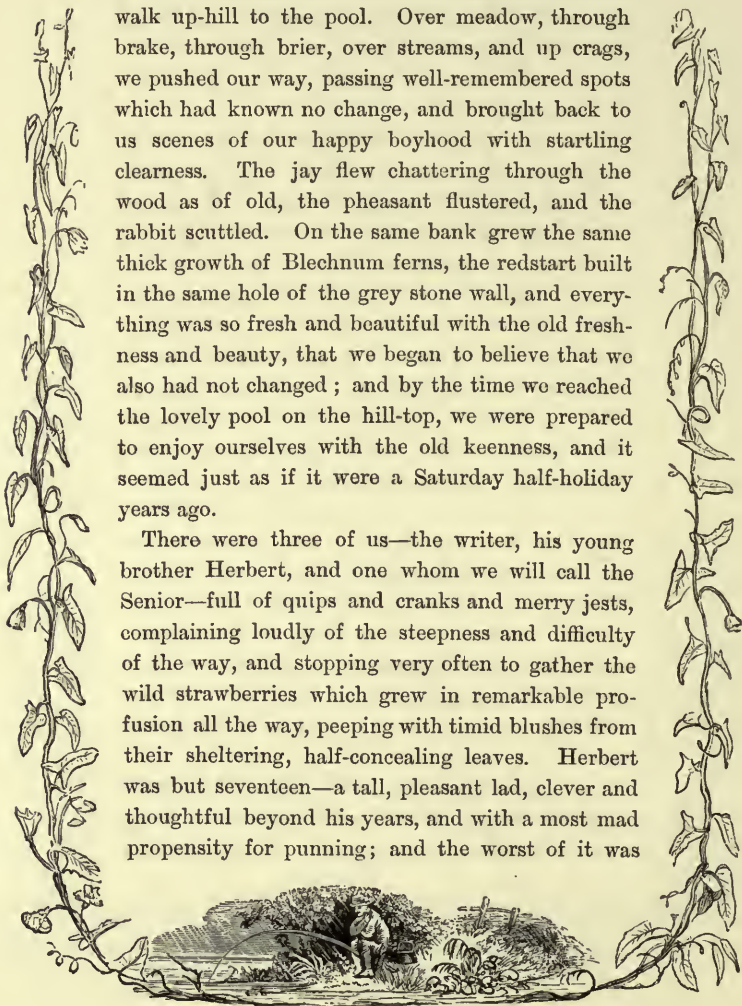 walk up-hill to the pool. Over meadow, through
brake, through brier, over streams, and up crags,
we pushed our way, passing well-remembered spots
which had known no change, and brought back to
us scenes of our happy boyhood with startling
clearness. The jay flew chattering through the
wood as of old, the pheasant flustered, and the
rabbit scuttled. On the same bank grew the same
thick growth of Blechnum ferns, the redstart built
in the same hole of the grey stone wall, and every-
thing was so fresh and beautiful with the old fresh-
ness and beauty, that we began to believe that we
also had not changed; and by the time we reached
the lovely pool on the hill-top, we were prepared
to enjoy ourselves with the old keenness, and it
seemed just as if it were a Saturday half-holiday
years ago.
There were three of us—the writer, his young
brother Herbert, and one whom we will call the
Senior—full of quips and cranks and merry jests,
complaining loudly of the steepness and difficulty
of the way, and stopping very often to gather the
wild strawberries which grew in remarkable pro-
fusion all the way, peeping with timid blushes from
their sheltering, half-concealing leaves. Herbert
was but seventeen—a tall, pleasant lad, clever and
thoughtful beyond his years, and with a most mad
propensity for punning; and the worst of it was